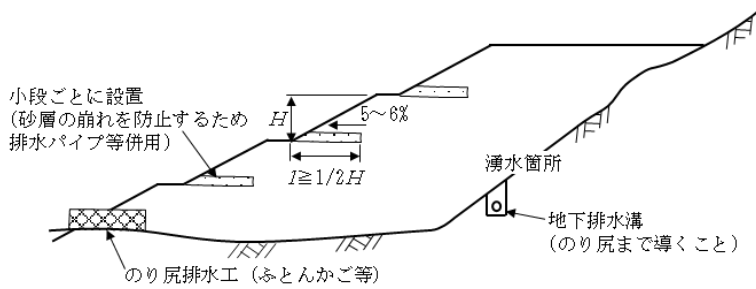 小段ごとに設置
(砂層の崩れを防止するため
排水パイプ等併用)
H
5～6%
l≧1/2H
湧水箇所
地下排水溝
(のり尻まで導くこと)
のり尻排水工 (ふとんかご等)